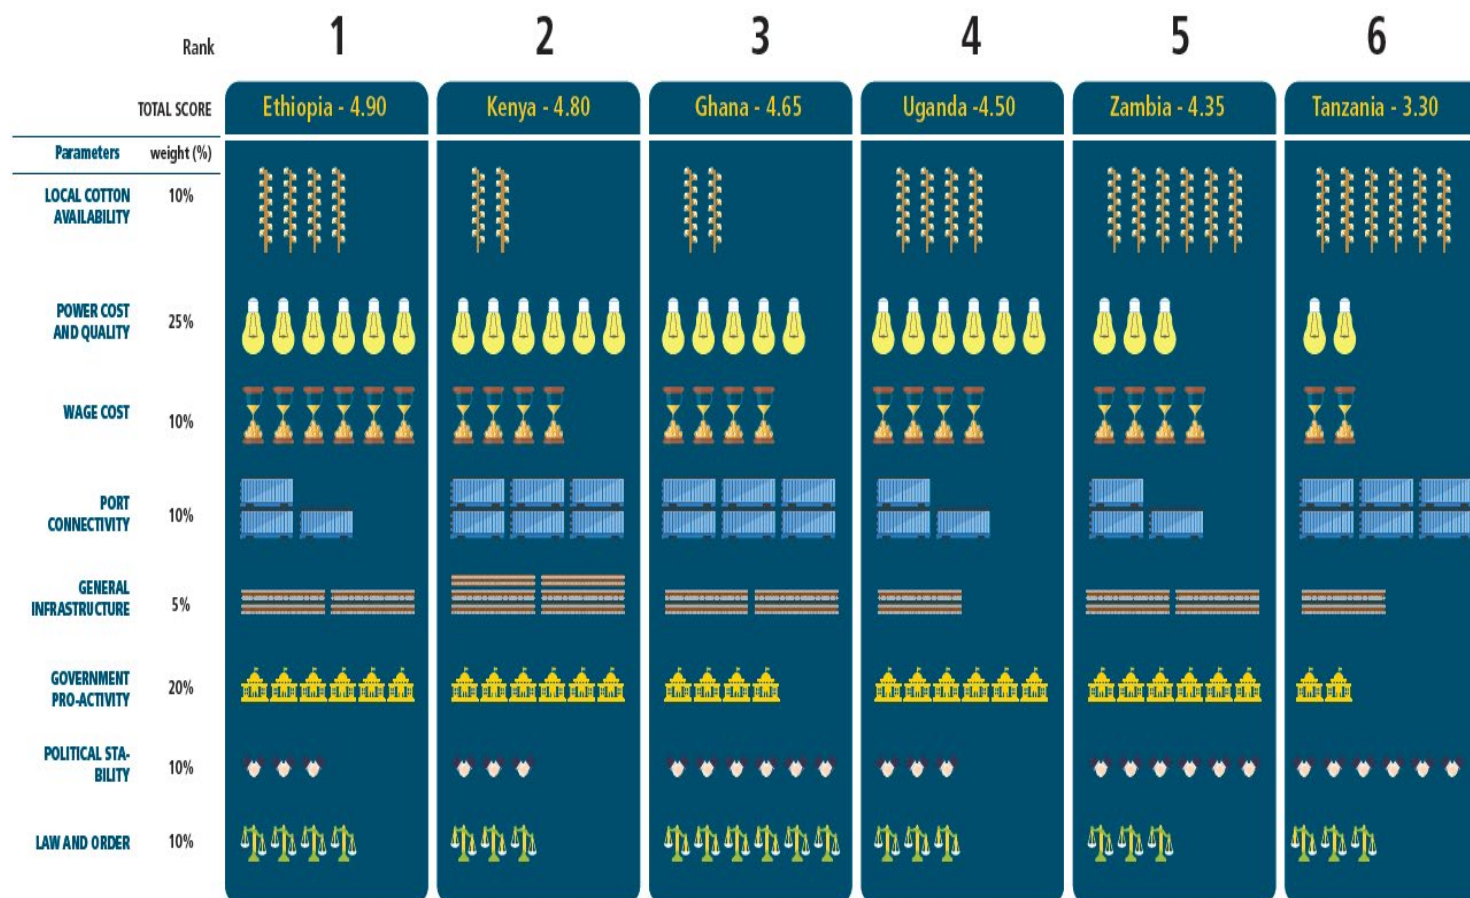 Rank 1 2 3 4 5 6
TOTAL SCORE Ethiopia - 4.90 Kenya - 4.80 Ghana - 4.65 Uganda -4.50 Zambia - 4.35 Tanzania - 3.30
Parameters weight (%)
LOCAL COTTON 10%
AVAILABILITY
POWER COST
AND QUALITY 25%
WAGE COST 10%
PORT
CONNECTIVITY 10%
GENERAL
INFRASTRUCTURE 5%
GOVERNMENT
PRO-ACTIVITY 20%
POLITICAL STA-
BILITY 10%
LAW AND ORDER 10%